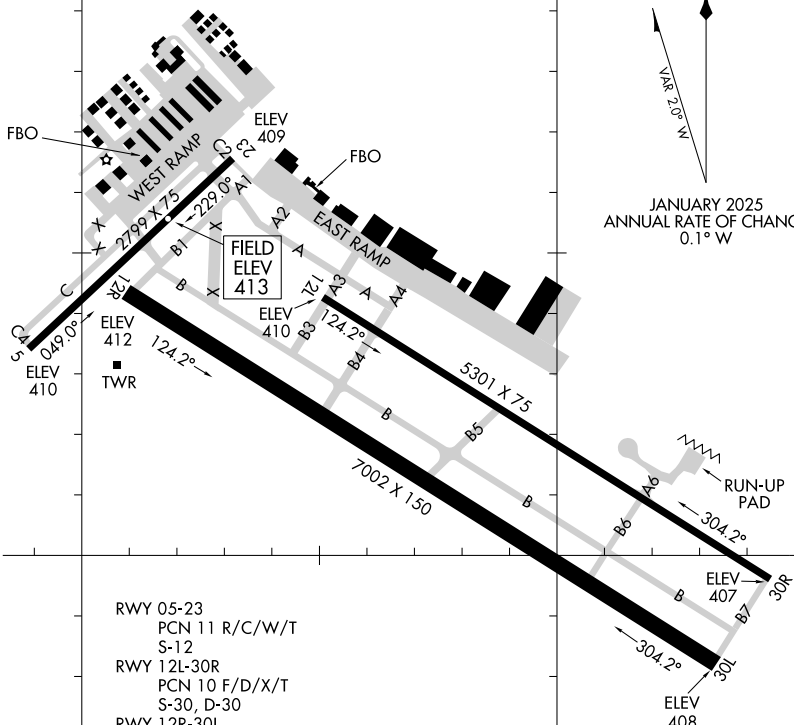 VAR 2.0° W
JANUARY 2025
ANNUAL RATE OF CHANG
0.1° W
FBO
WEST RAMP
C2
23
ELEV
409
FBO
EAST RAMP
2799 X 75
229.0°
A1
A2
X
X
X
X
B1
A
FIELD
ELEV
413
C
B
12R
12L
A3
A
A4
C4
5
049.0°
ELEV
410
ELEV
412
TWR
ELEV
410
124.2°
124.2°
B3
B4
5301 X 75
B
B5
7002 X 150
B
A6
B6
RUN-UP
PAD
304.2°
ELEV
407
30R
B
B7
304.2°
30L
ELEV
408
RWY 05-23
PCN 11 R/C/W/T
S-12
RWY 12L-30R
PCN 10 F/D/X/T
S-30, D-30
RWY 12R-30L